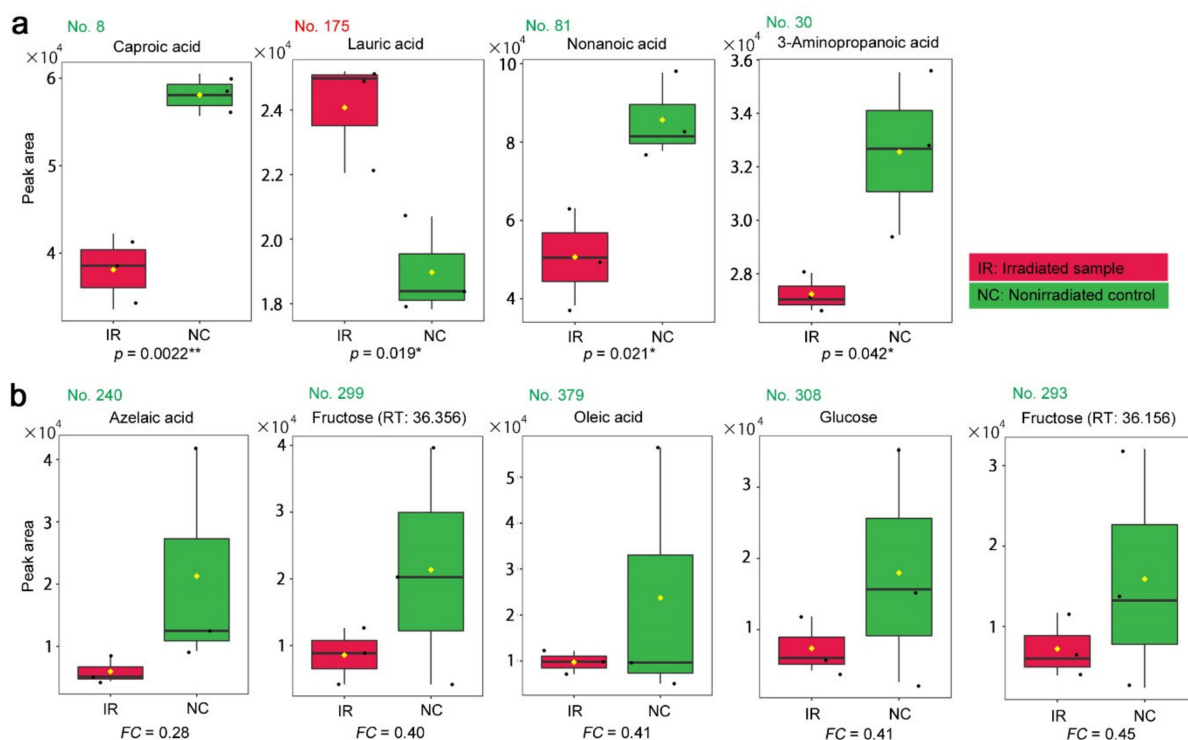 a
No. 8
Caproic acid
×10⁴
6
5
4
Peak area
IR
NC
p = 0.0022**
No. 175
Lauric acid
×10⁴
2.4
2.2
1.9
1.8
IR
NC
p = 0.019*
No. 81
Nonanoic acid
×10⁴
10
8
6
4
IR
NC
p = 0.021*
No. 30
3-Aminopropanoic acid
×10⁴
3.6
3.4
3.2
3.0
2.8
IR
NC
p = 0.042*
IR: Irradiated sample
NC: Nonirradiated control
b
No. 240
Azelaic acid
×10⁴
4
3
2
1
Peak area
IR
NC
FC = 0.28
No. 299
Fructose (RT: 36.356)
×10⁴
4
3
2
1
IR
NC
FC = 0.40
No. 379
Oleic acid
×10⁴
5
4
3
2
1
IR
NC
FC = 0.41
No. 308
Glucose
×10⁴
3
2
1
IR
NC
FC = 0.41
No. 293
Fructose (RT: 36.156)
×10⁴
3
2
1
IR
NC
FC = 0.45